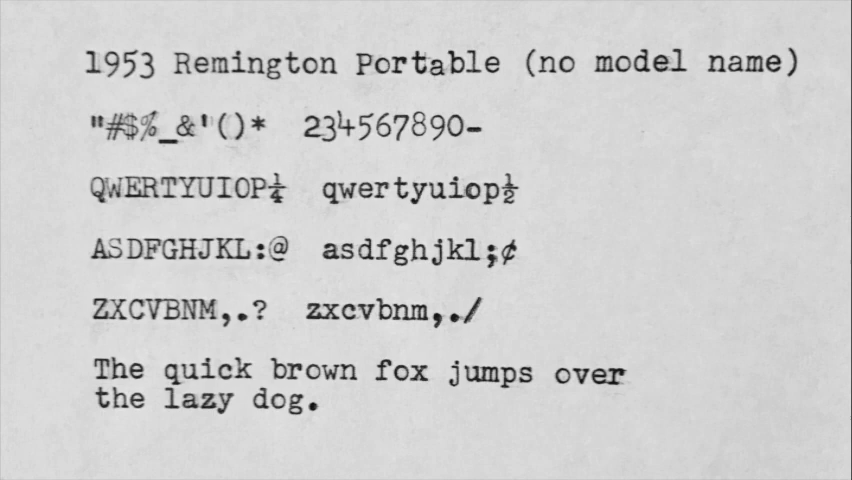 1953 Remington Portable (no model name)
"#$%_&'()* 234567890-
QWERTYUIOP¼ qwertyuiop½
ASDFGHJKL:@ asdfghjkl;¢
ZXCVBNM,.? zxcvbnm,./
The quick brown fox jumps over
the lazy dog.